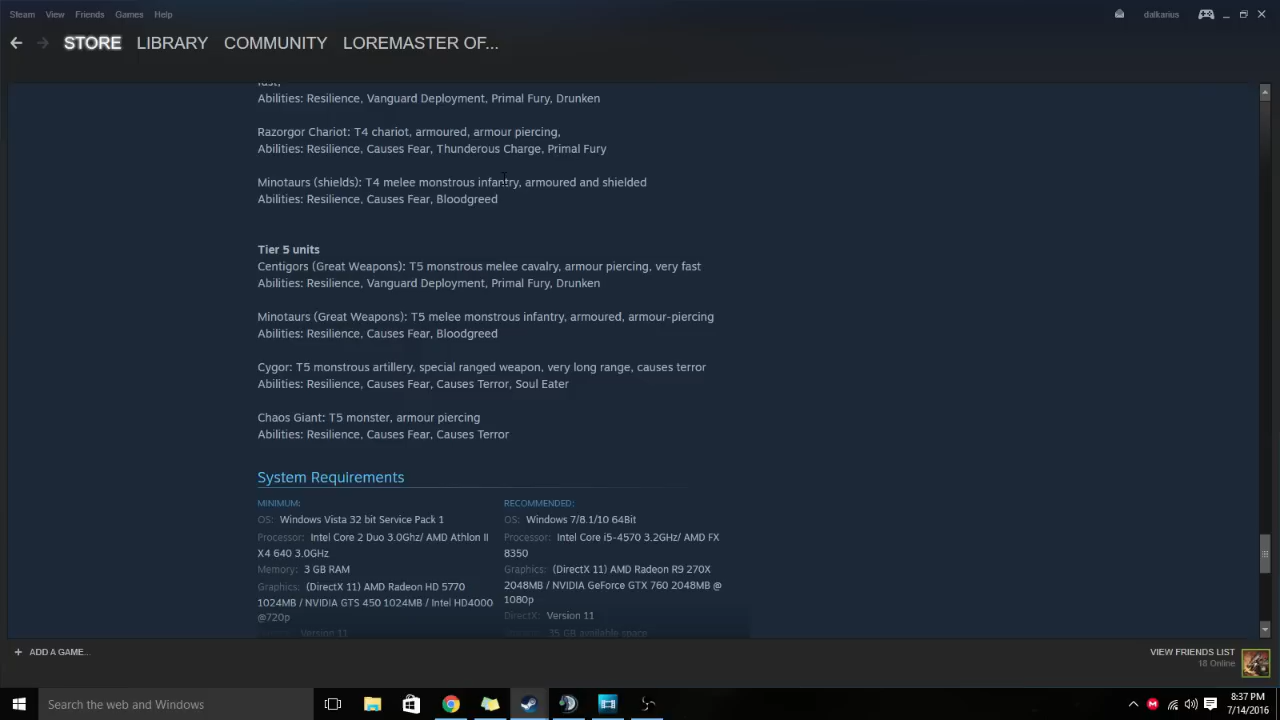 Steam View Friends Games Help
dalkarius
STORE LIBRARY COMMUNITY LOREMASTER OF...
fast,
Abilities: Resilience, Vanguard Deployment, Primal Fury, Drunken
Razorgor Chariot: T4 chariot, armoured, armour piercing,
Abilities: Resilience, Causes Fear, Thunderous Charge, Primal Fury
Minotaurs (shields): T4 melee monstrous infantry, armoured and shielded
Abilities: Resilience, Causes Fear, Bloodgreed
Tier 5 units
Centigors (Great Weapons): T5 monstrous melee cavalry, armour piercing, very fast
Abilities: Resilience, Vanguard Deployment, Primal Fury, Drunken
Minotaurs (Great Weapons): T5 melee monstrous infantry, armoured, armour-piercing
Abilities: Resilience, Causes Fear, Bloodgreed
Cygor: T5 monstrous artillery, special ranged weapon, very long range, causes terror
Abilities: Resilience, Causes Fear, Causes Terror, Soul Eater
Chaos Giant: T5 monster, armour piercing
Abilities: Resilience, Causes Fear, Causes Terror
System Requirements
MINIMUM:
OS: Windows Vista 32 bit Service Pack 1
Processor: Intel Core 2 Duo 3.0Ghz/ AMD Athlon II
X4 640 3.0GHz
Memory: 3 GB RAM
Graphics: (DirectX 11) AMD Radeon HD 5770
1024MB / NVIDIA GTS 450 1024MB / Intel HD4000
@720p
Version 11
RECOMMENDED:
OS: Windows 7/8.1/10 64Bit
Processor: Intel Core i5-4570 3.2GHz/ AMD FX
8350
Graphics: (DirectX 11) AMD Radeon R9 270X
2048MB / NVIDIA GeForce GTX 760 2048MB @
1080p
DirectX: Version 11
35 GB available space
+ ADD A GAME...
VIEW FRIENDS LIST
18 Online
Search the web and Windows
8:37 PM
7/14/2016